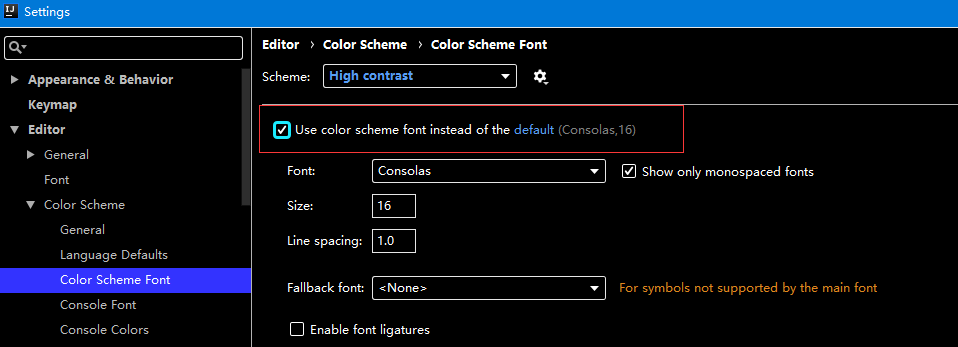 IJ Settings
Appearance & Behavior
Keymap
Editor
General
Font
Color Scheme
General
Language Defaults
Color Scheme Font
Console Font
Console Colors
Editor › Color Scheme › Color Scheme Font
Scheme: High contrast
Use color scheme font instead of the default (Consolas,16)
Font: Consolas Show only monospaced fonts
Size: 16
Line spacing: 1.0
Fallback font: <None> For symbols not supported by the main font
Enable font ligatures